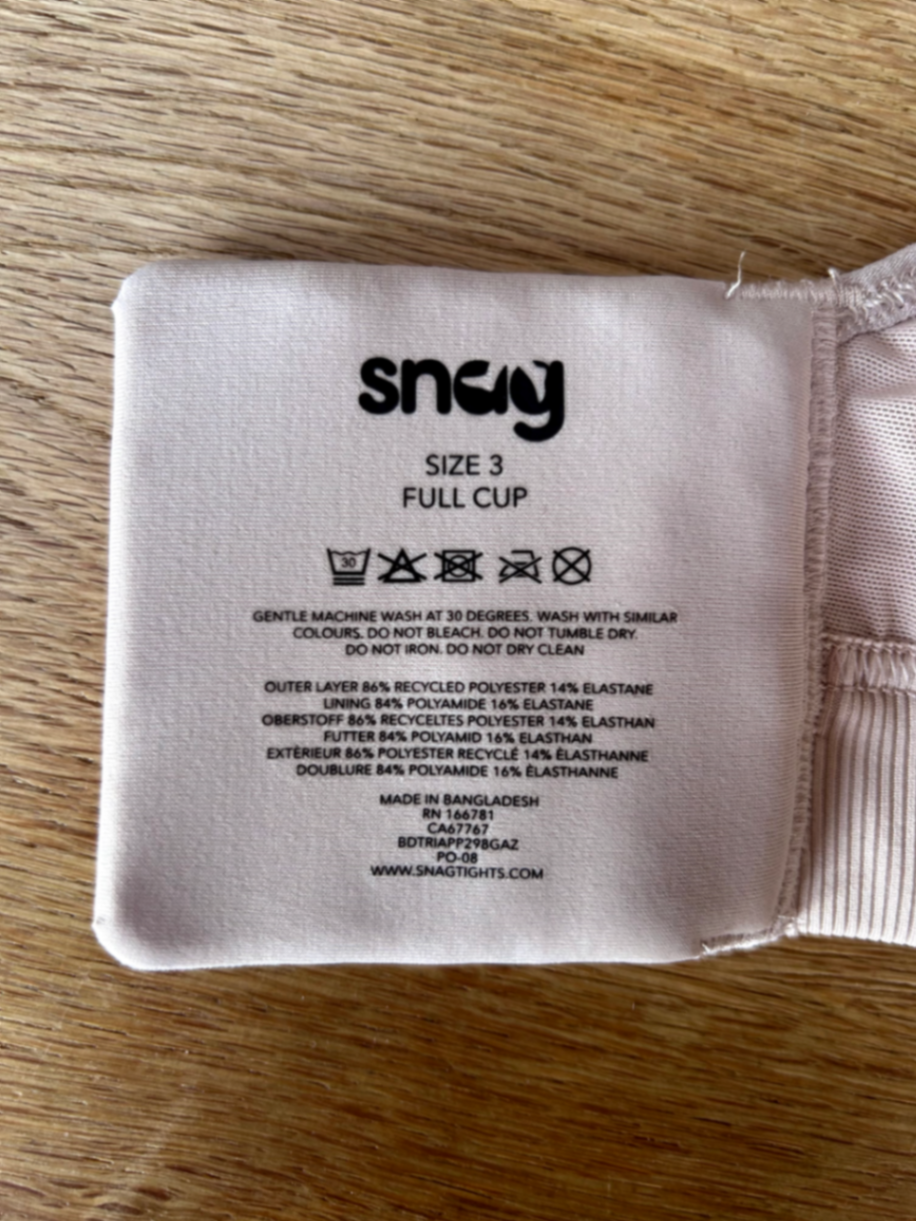 snag
SIZE 3
FULL CUP
30
GENTLE MACHINE WASH AT 30 DEGREES. WASH WITH SIMILAR
COLOURS. DO NOT BLEACH. DO NOT TUMBLE DRY.
DO NOT IRON. DO NOT DRY CLEAN
OUTER LAYER 86% RECYCLED POLYESTER 14% ELASTANE
LINING 84% POLYAMIDE 16% ELASTANE
OBERSTOFF 86% RECYCELTES POLYESTER 14% ELASTHAN
FUTTER 84% POLYAMID 16% ELASTHAN
EXTÉRIEUR 86% POLYESTER RECYCLÉ 14% ÉLASTHANNE
DOUBLURE 84% POLYAMIDE 16% ÉLASTHANNE
MADE IN BANGLADESH
RN 166781
CA67767
BDTRIAPP298GAZ
PO-08
WWW.SNAGTIGHTS.COM